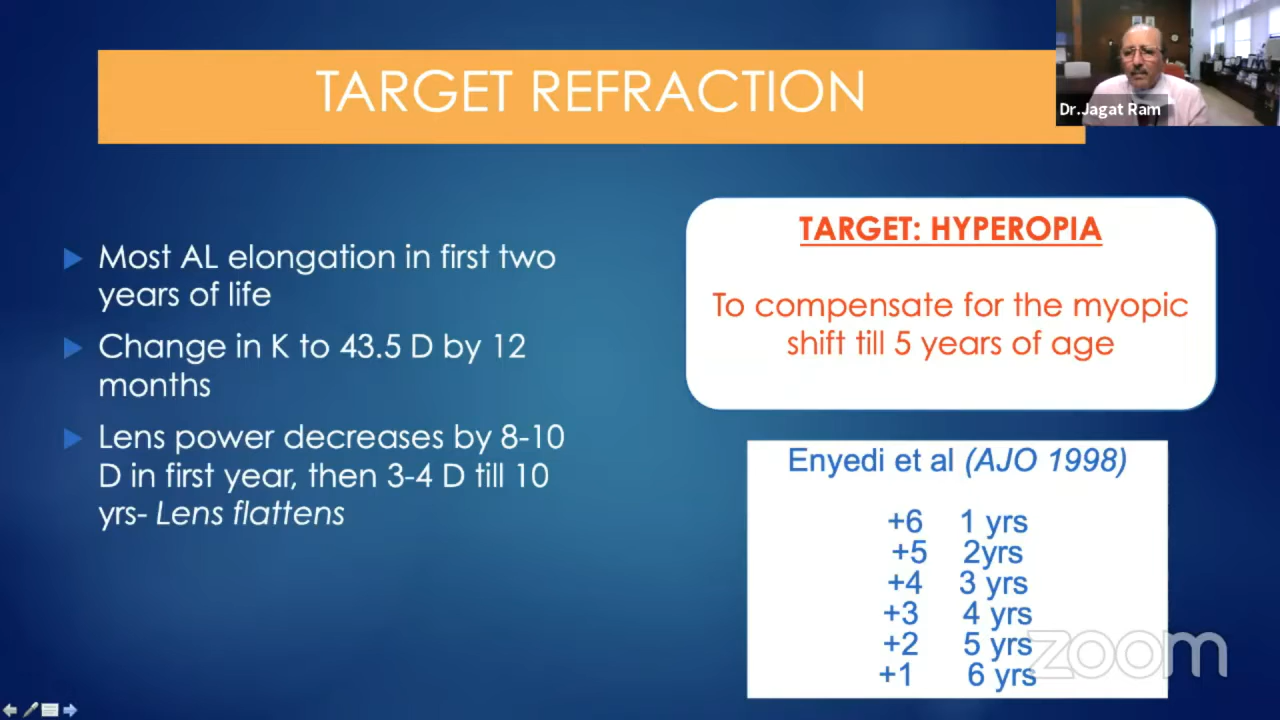 TARGET REFRACTION
Dr.Jagat Ram
Most AL elongation in first two
years of life
Change in K to 43.5 D by 12
months
Lens power decreases by 8-10
D in first year, then 3-4 D till 10
yrs- Lens flattens
TARGET: HYPEROPIA
To compensate for the myopic
shift till 5 years of age
Enyedi et al (AJO 1998)
+6 1 yrs
+5 2yrs
+4 3 yrs
+3 4 yrs
+2 5 yrs
+1 6 yrs
zoom